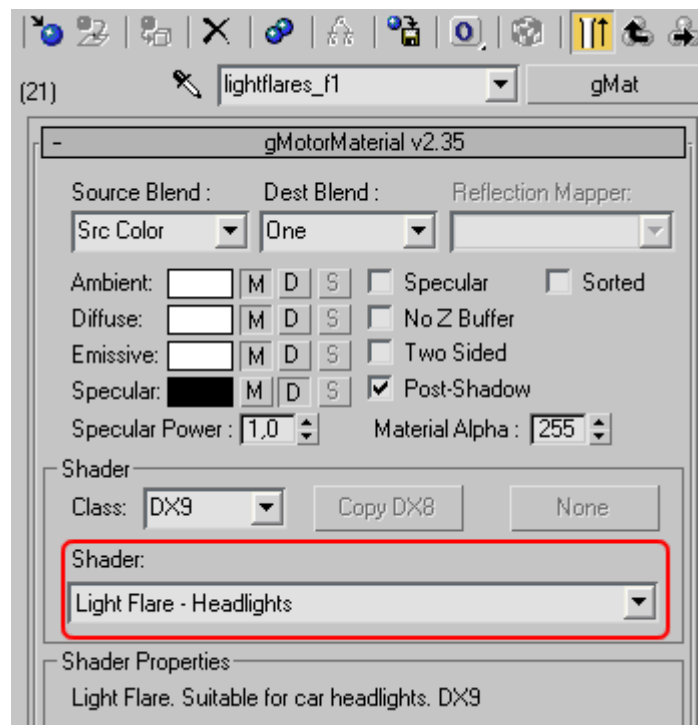 (21) lightflares_f1 gMat
- gMotorMaterial v2.35
Source Blend : Dest Blend : Reflection Mapper:
Src Color One
Ambient: M D S Specular Sorted
Diffuse: M D S No Z Buffer
Emissive: M D S Two Sided
Specular: M D S Post-Shadow
Specular Power : 1,0 Material Alpha : 255
Shader
Class: DX9 Copy DX8 None
Shader:
Light Flare - Headlights
Shader Properties
Light Flare. Suitable for car headlights. DX9